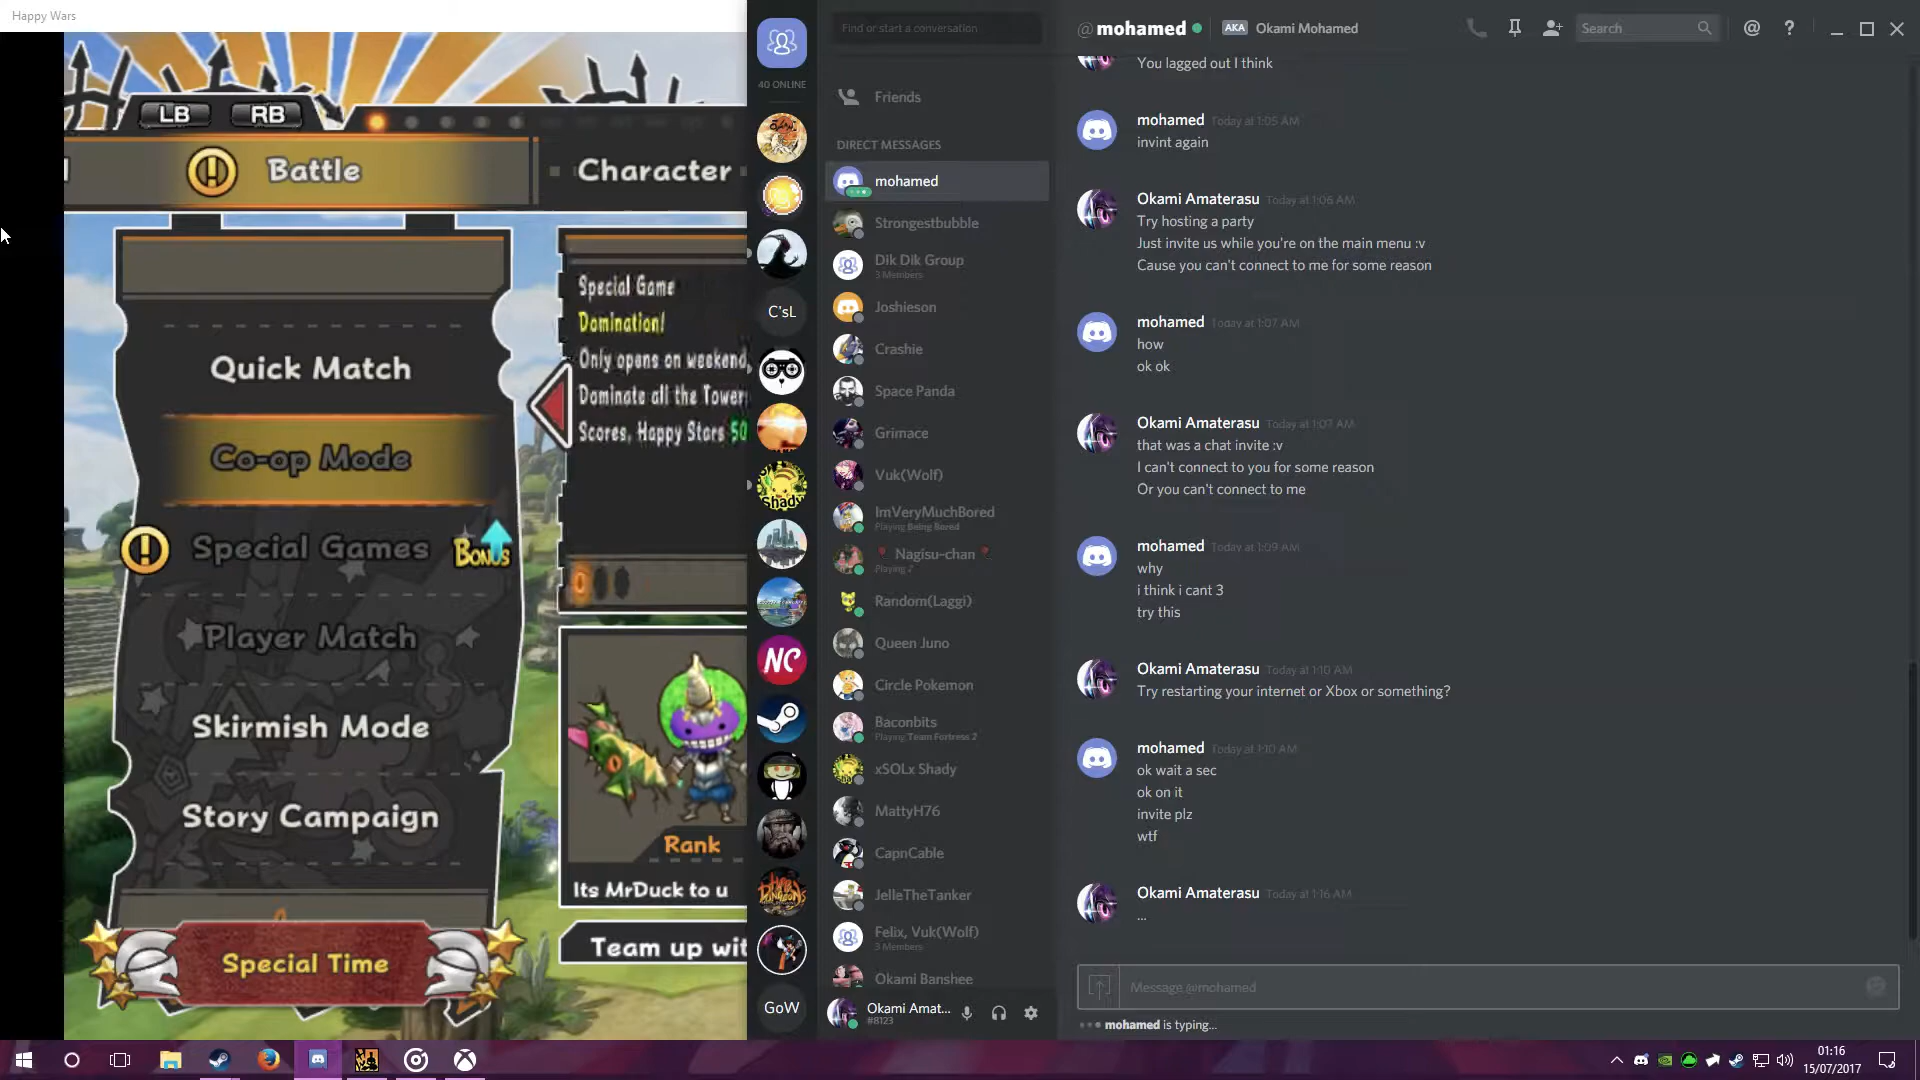 Happy Wars
LB
RB
Battle
Character
Quick Match
Co-op Mode
Special Games
BONUS
Player Match
Skirmish Mode
Story Campaign
Special Time
Special Game
Domination!
Only opens on weekend
Dominate all the Tower
Scores, Happy Stars 50
Rank
Its MrDuck to u
Team up wit
40 ONLINE
C'sL
Shady
NC
GoW
Find or start a conversation
Friends
DIRECT MESSAGES
mohamed
Strongestbubble
Dik Dik Group
3 Members
Joshieson
Crashie
Space Panda
Grimace
Vuk(Wolf)
ImVeryMuchBored
Playing Being Bored
Nagisu-chan
Playing ♪
Random(Laggi)
Queen Juno
Circle Pokemon
Baconbits
Playing Team Fortress 2
xSOLx Shady
MattyH76
CapnCable
JelleTheTanker
Felix, Vuk(Wolf)
3 Members
Okami Banshee
Okami Amat...
#8123
@mohamed
AKA Okami Mohamed
Search
@
?
You lagged out I think
mohamed Today at 1:05 AM
invint again
Okami Amaterasu Today at 1:06 AM
Try hosting a party
Just invite us while you're on the main menu :v
Cause you can't connect to me for some reason
mohamed Today at 1:07 AM
how
ok ok
Okami Amaterasu Today at 1:07 AM
that was a chat invite :v
I can't connect to you for some reason
Or you can't connect to me
mohamed Today at 1:09 AM
why
i think i cant 3
try this
Okami Amaterasu Today at 1:10 AM
Try restarting your internet or Xbox or something?
mohamed Today at 1:10 AM
ok wait a sec
ok on it
invite plz
wtf
Okami Amaterasu Today at 1:16 AM
...
Message @mohamed
mohamed is typing...
01:16
15/07/2017